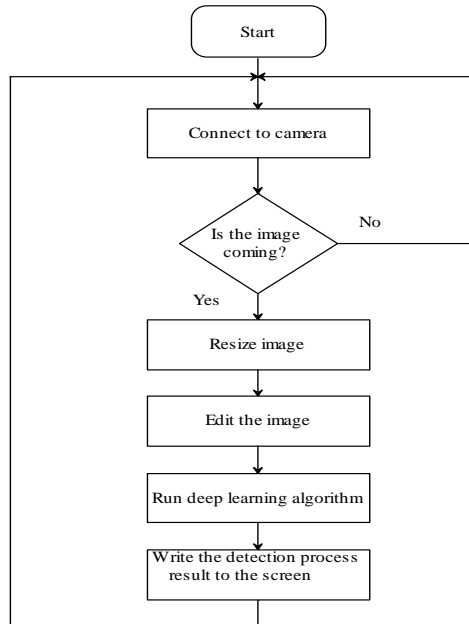 Start
Connect to camera
Is the image
coming?
No
Yes
Resize image
Edit the image
Run deep learning algorithm
Write the detection process
result to the screen